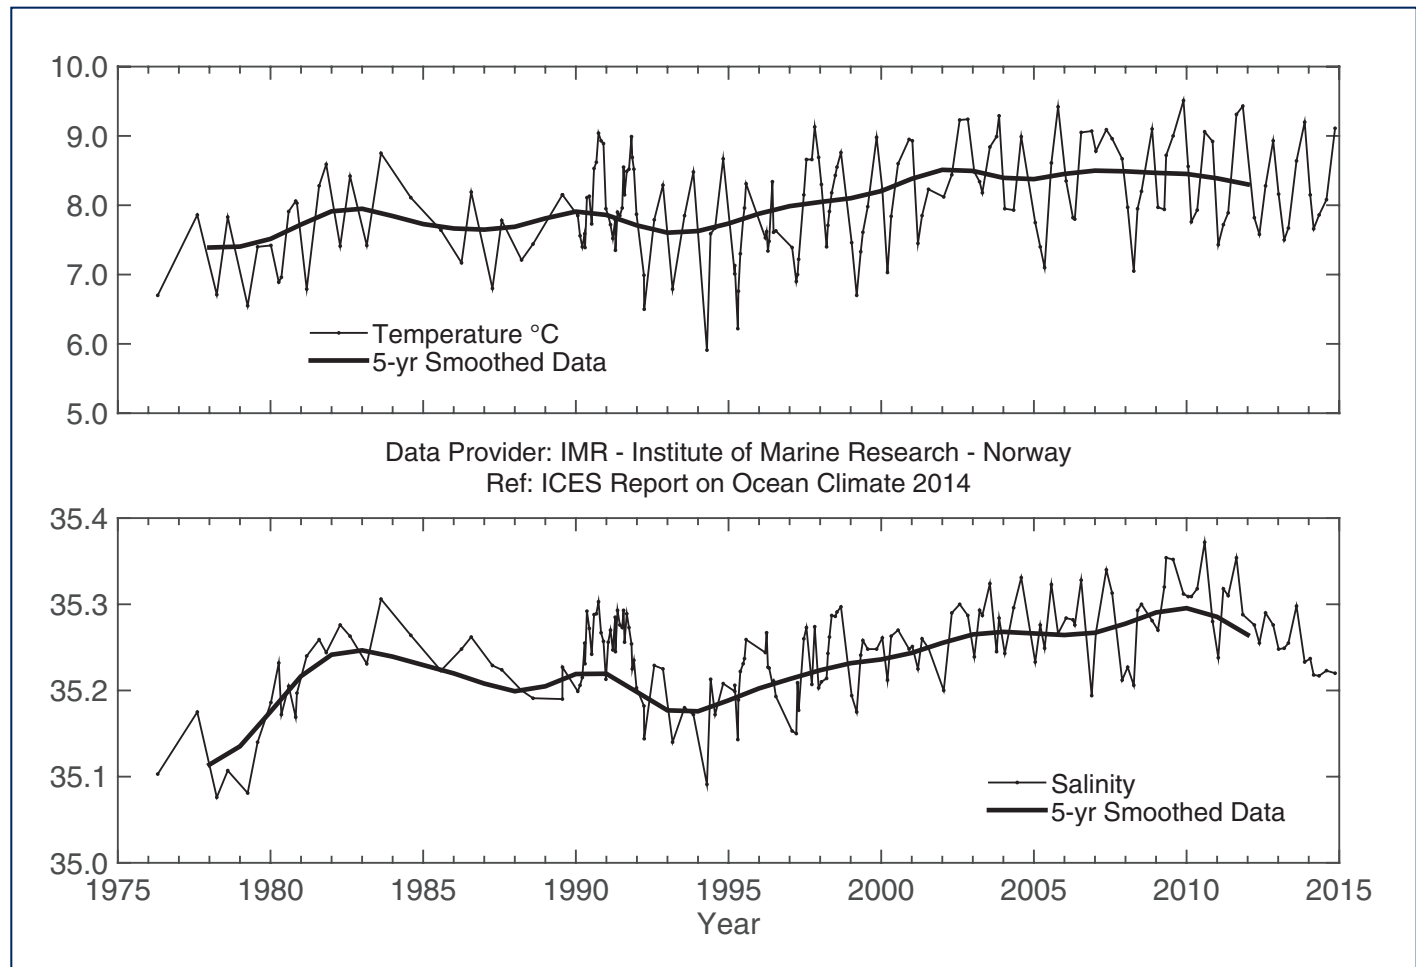 10.0
9.0
8.0
7.0
6.0
5.0
Temperature °C
5-yr Smoothed Data
Data Provider: IMR - Institute of Marine Research - Norway
Ref: ICES Report on Ocean Climate 2014
35.4
35.3
35.2
35.1
35.0
Salinity
5-yr Smoothed Data
1975 1980 1985 1990 1995 2000 2005 2010 2015
Year